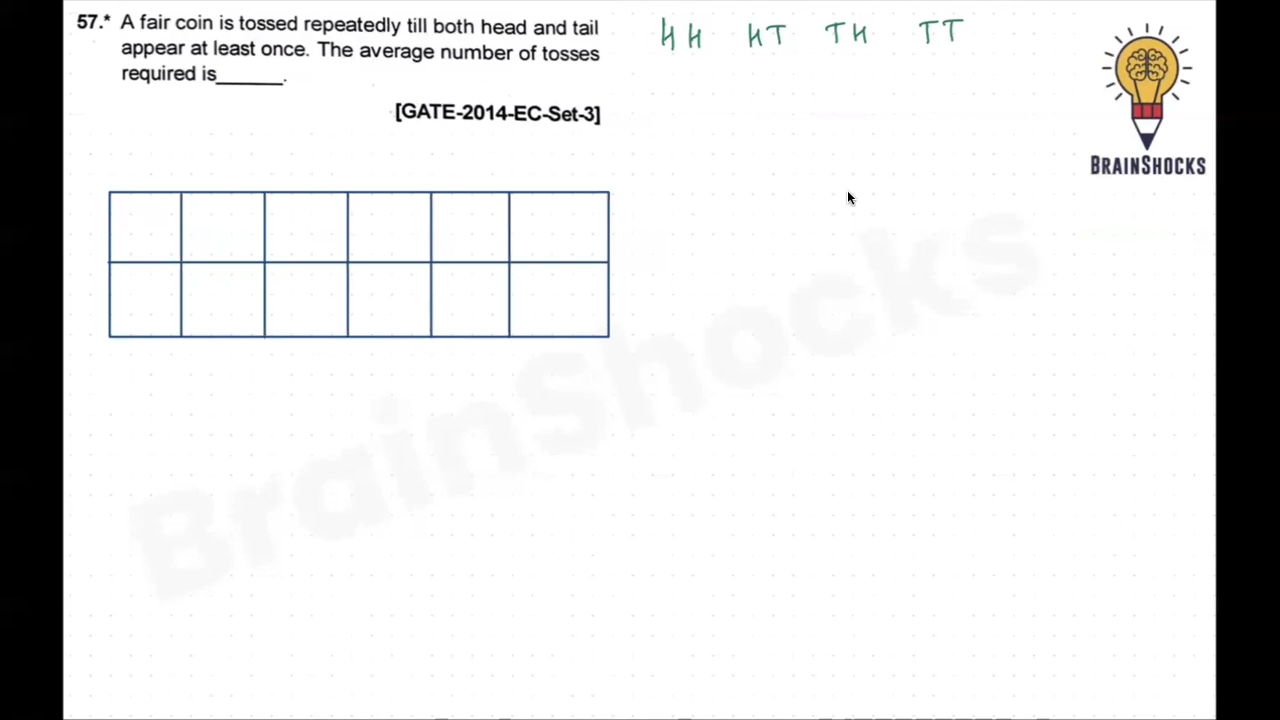 57.* A fair coin is tossed repeatedly till both head and tail
appear at least once. The average number of tosses
required is______.
[GATE-2014-EC-Set-3]
HH HT TH TT
BRAINSHOCKS
BrainShocks